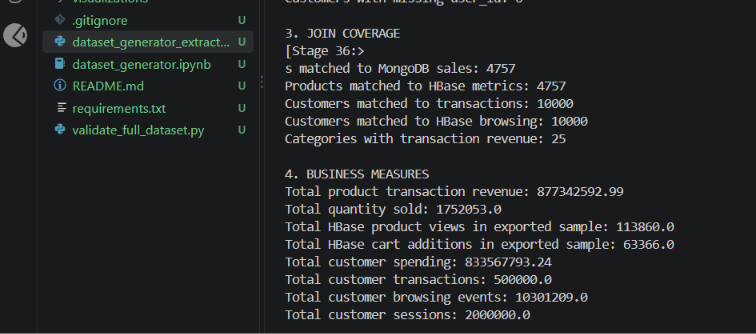 visualizations
.gitignore U
dataset_generator_extract... U
dataset_generator.ipynb U
README.md U
requirements.txt U
validate_full_dataset.py U
Customers with missing user_id: 0
3. JOIN COVERAGE
[Stage 36:>
s matched to MongoDB sales: 4757
Products matched to HBase metrics: 4757
Customers matched to transactions: 10000
Customers matched to HBase browsing: 10000
Categories with transaction revenue: 25
4. BUSINESS MEASURES
Total product transaction revenue: 877342592.99
Total quantity sold: 1752053.0
Total HBase product views in exported sample: 113860.0
Total HBase cart additions in exported sample: 63366.0
Total customer spending: 833567793.24
Total customer transactions: 500000.0
Total customer browsing events: 10301209.0
Total customer sessions: 2000000.0